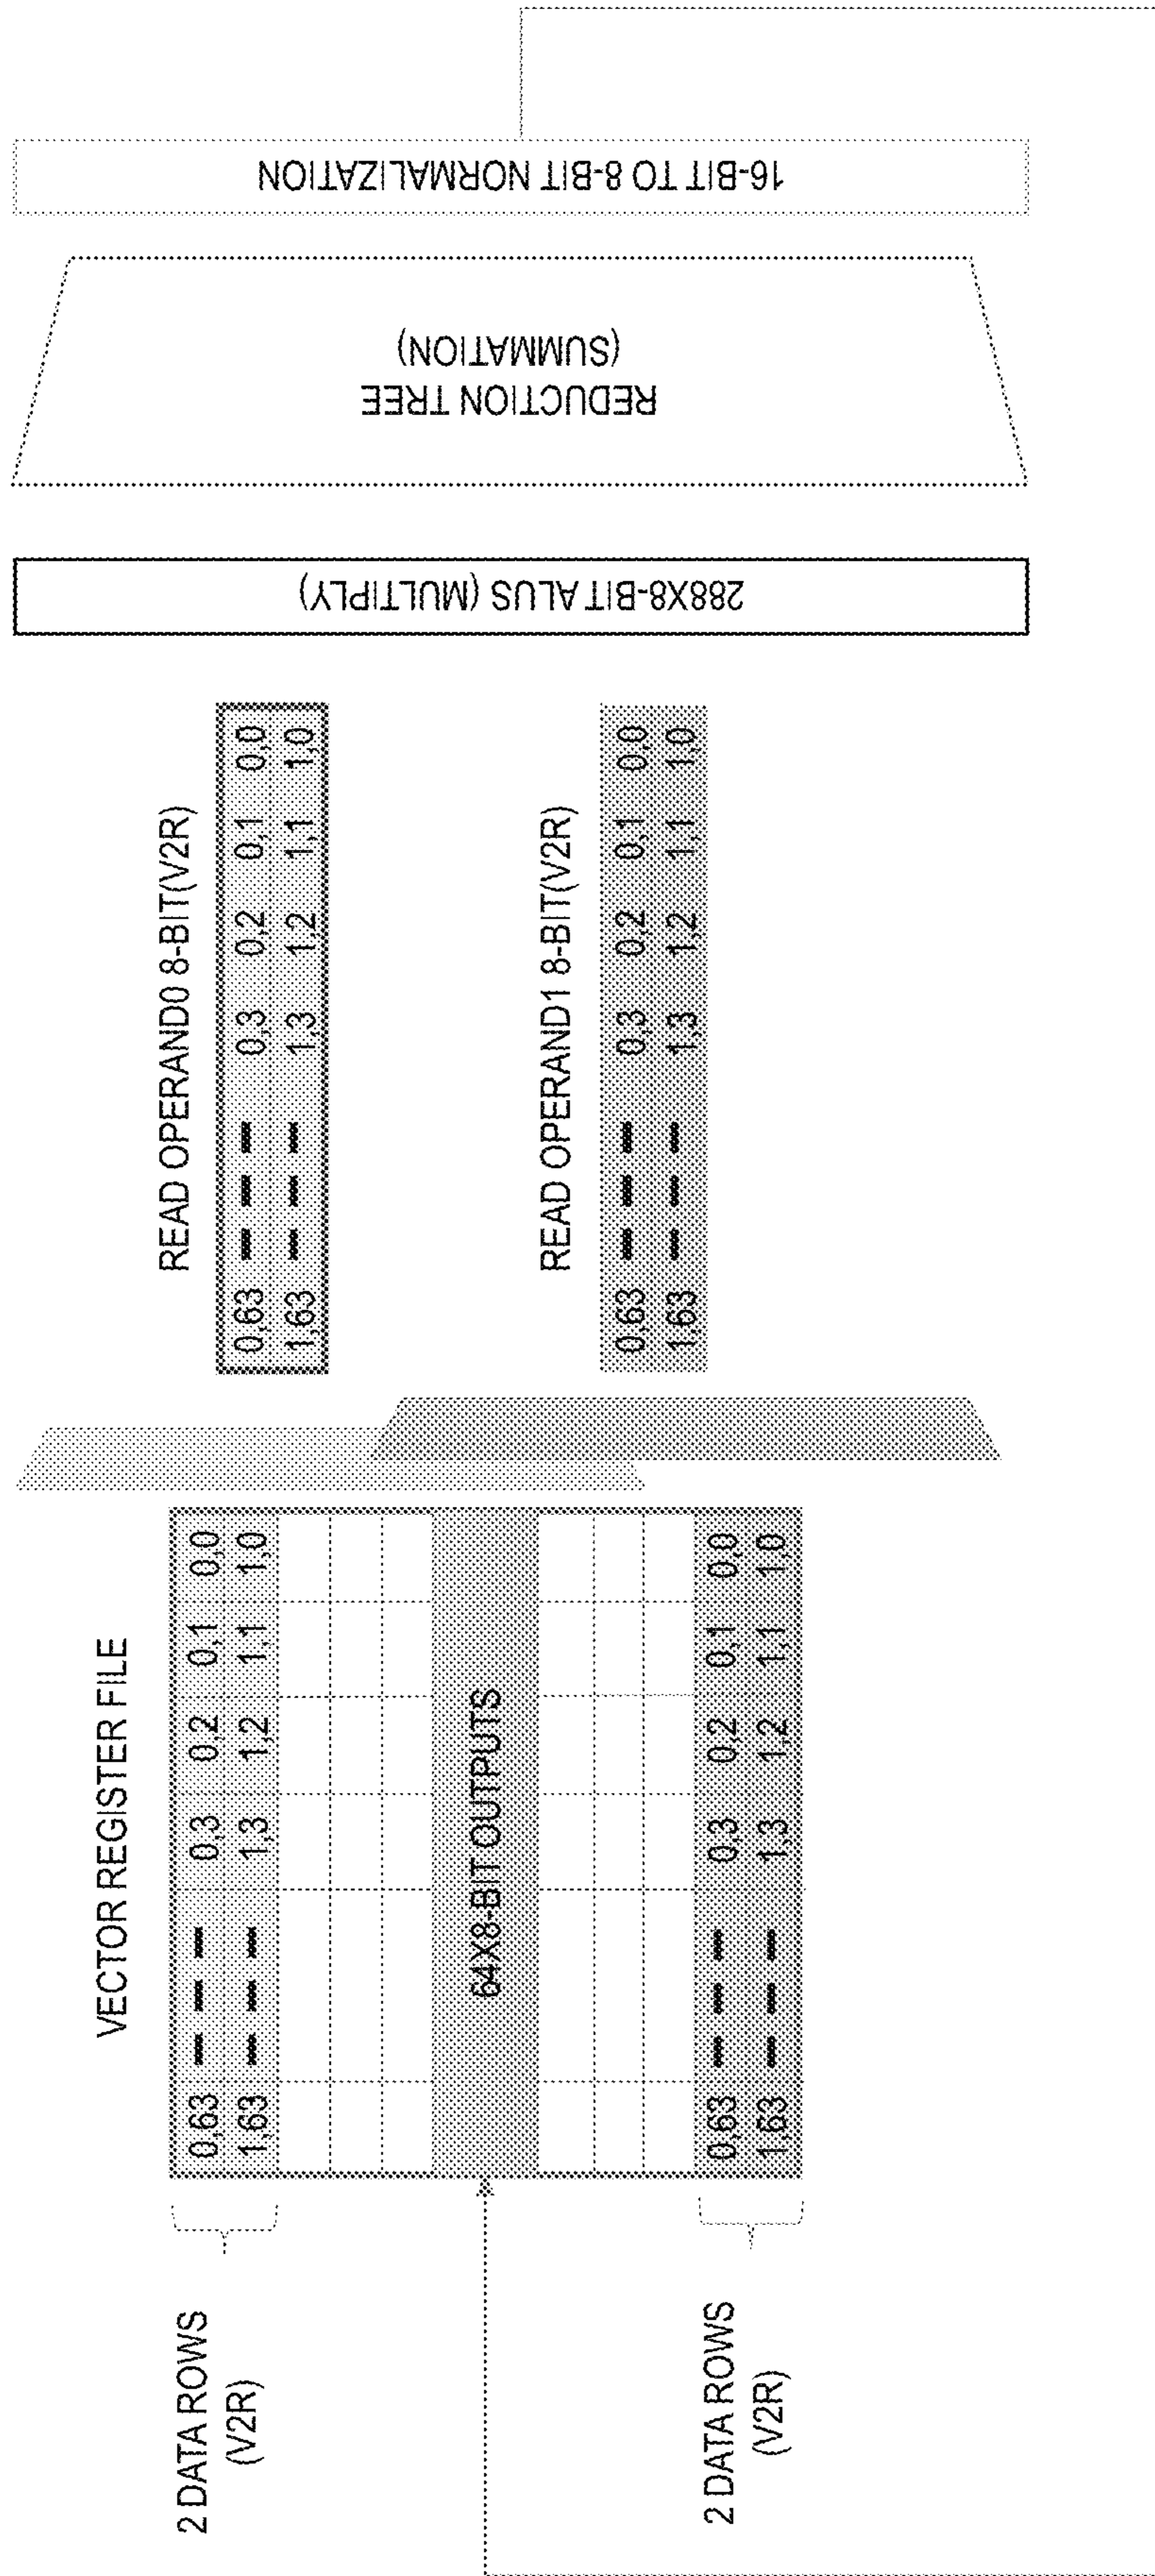 VECTOR REGISTER FILE
2 DATA ROWS
(V2R)
0,63 0,3 0,2 0,1 0,0
1,63 1,3 1,2 1,1 1,0
64X8-BIT OUTPUTS
2 DATA ROWS
(V2R)
0,63 0,3 0,2 0,1 0,0
1,63 1,3 1,2 1,1 1,0
READ OPERAND0 8-BIT(V2R)
0,63 0,3 0,2 0,1 0,0
1,63 1,3 1,2 1,1 1,0
READ OPERAND1 8-BIT(V2R)
0,63 0,3 0,2 0,1 0,0
1,63 1,3 1,2 1,1 1,0
288X8-BIT ALUS (MULTIPLY)
REDUCTION TREE
(SUMMATION)
16-BIT TO 8-BIT NORMALIZATION